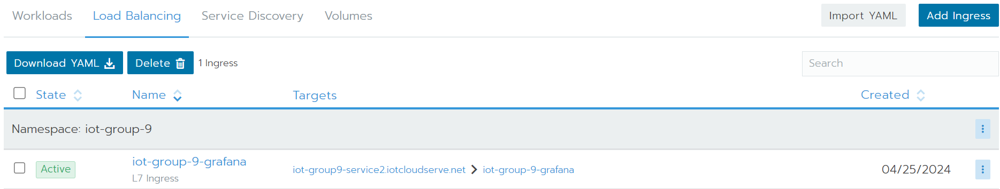 Workloads Load Balancing Service Discovery Volumes Import YAML Add Ingress
Download YAML Delete 1 Ingress Search
State Name Targets Created
Namespace: iot-group-9
Active iot-group-9-grafana iot-group9-service2.iotcloudserve.net > iot-group-9-grafana 04/25/2024
L7 Ingress